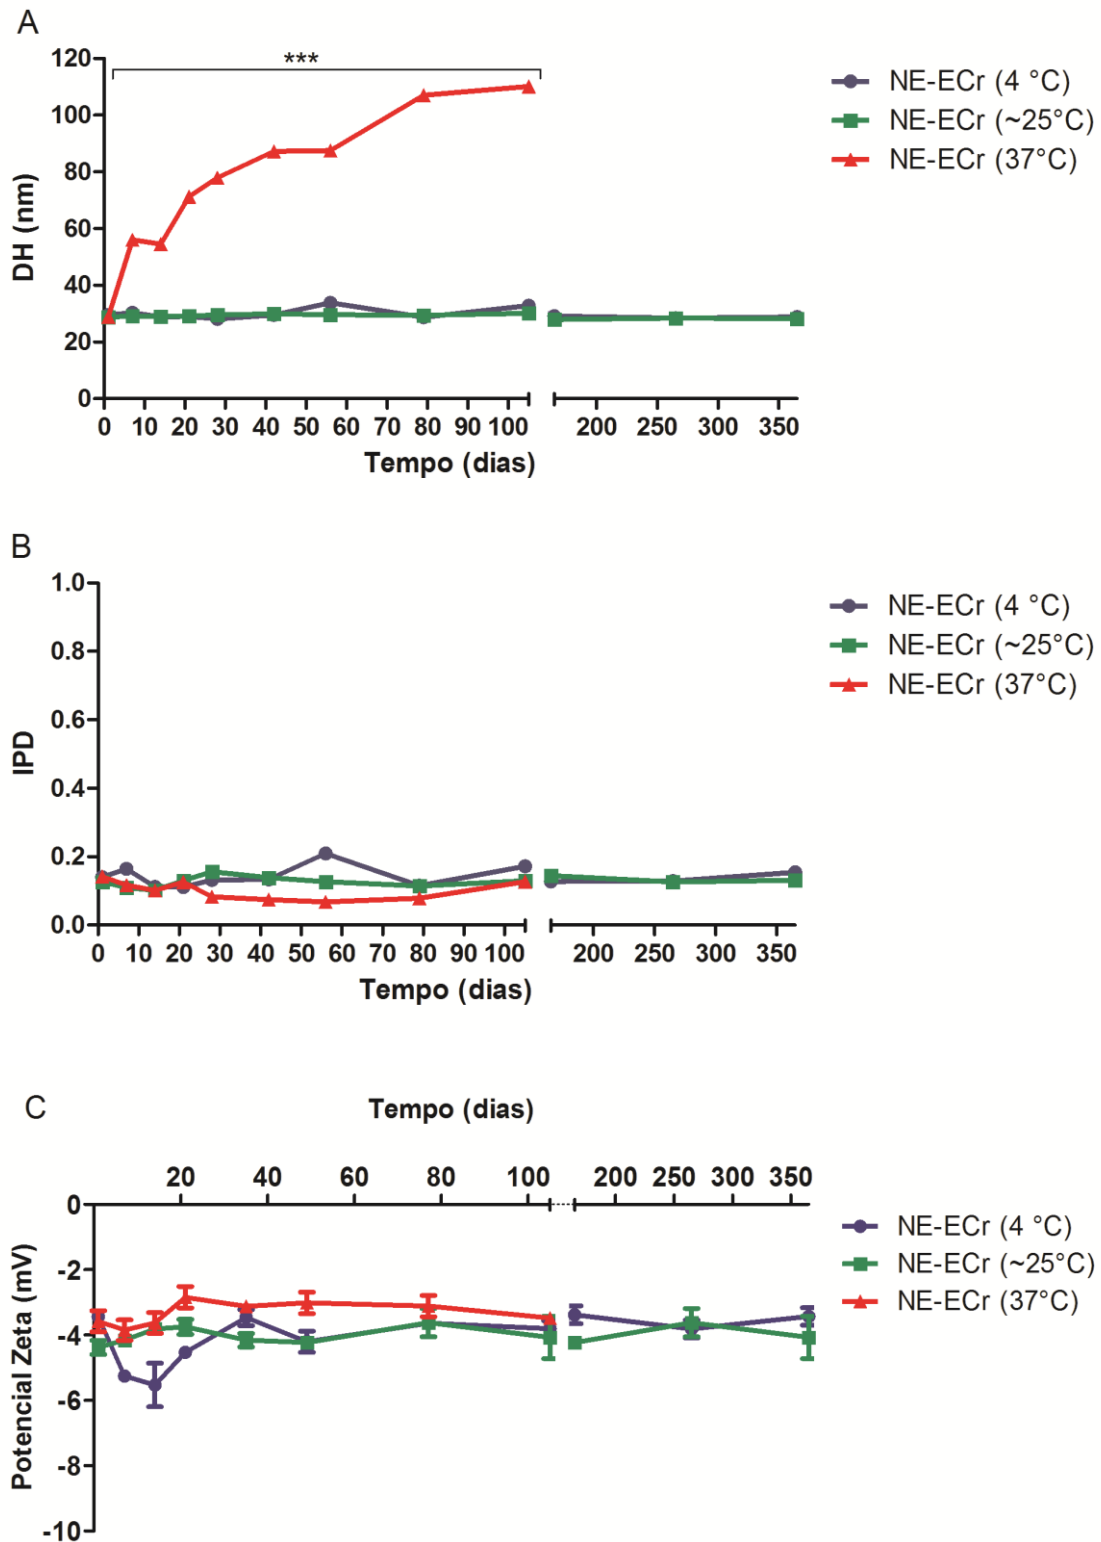 A
120
100
80
60
40
20
0
DH (nm)
***
0 10 20 30 40 50 60 70 80 90 100 200 250 300 350
Tempo (dias)
NE-ECr (4 °C)
NE-ECr (~25°C)
NE-ECr (37°C)
B
1.0
0.8
0.6
0.4
0.2
0.0
IPD
0 10 20 30 40 50 60 70 80 90 100 200 250 300 350
Tempo (dias)
NE-ECr (4 °C)
NE-ECr (~25°C)
NE-ECr (37°C)
C
Tempo (dias)
20 40 60 80 100 200 250 300 350
0
-2
-4
-6
-8
-10
Potencial Zeta (mV)
NE-ECr (4 °C)
NE-ECr (~25°C)
NE-ECr (37°C)